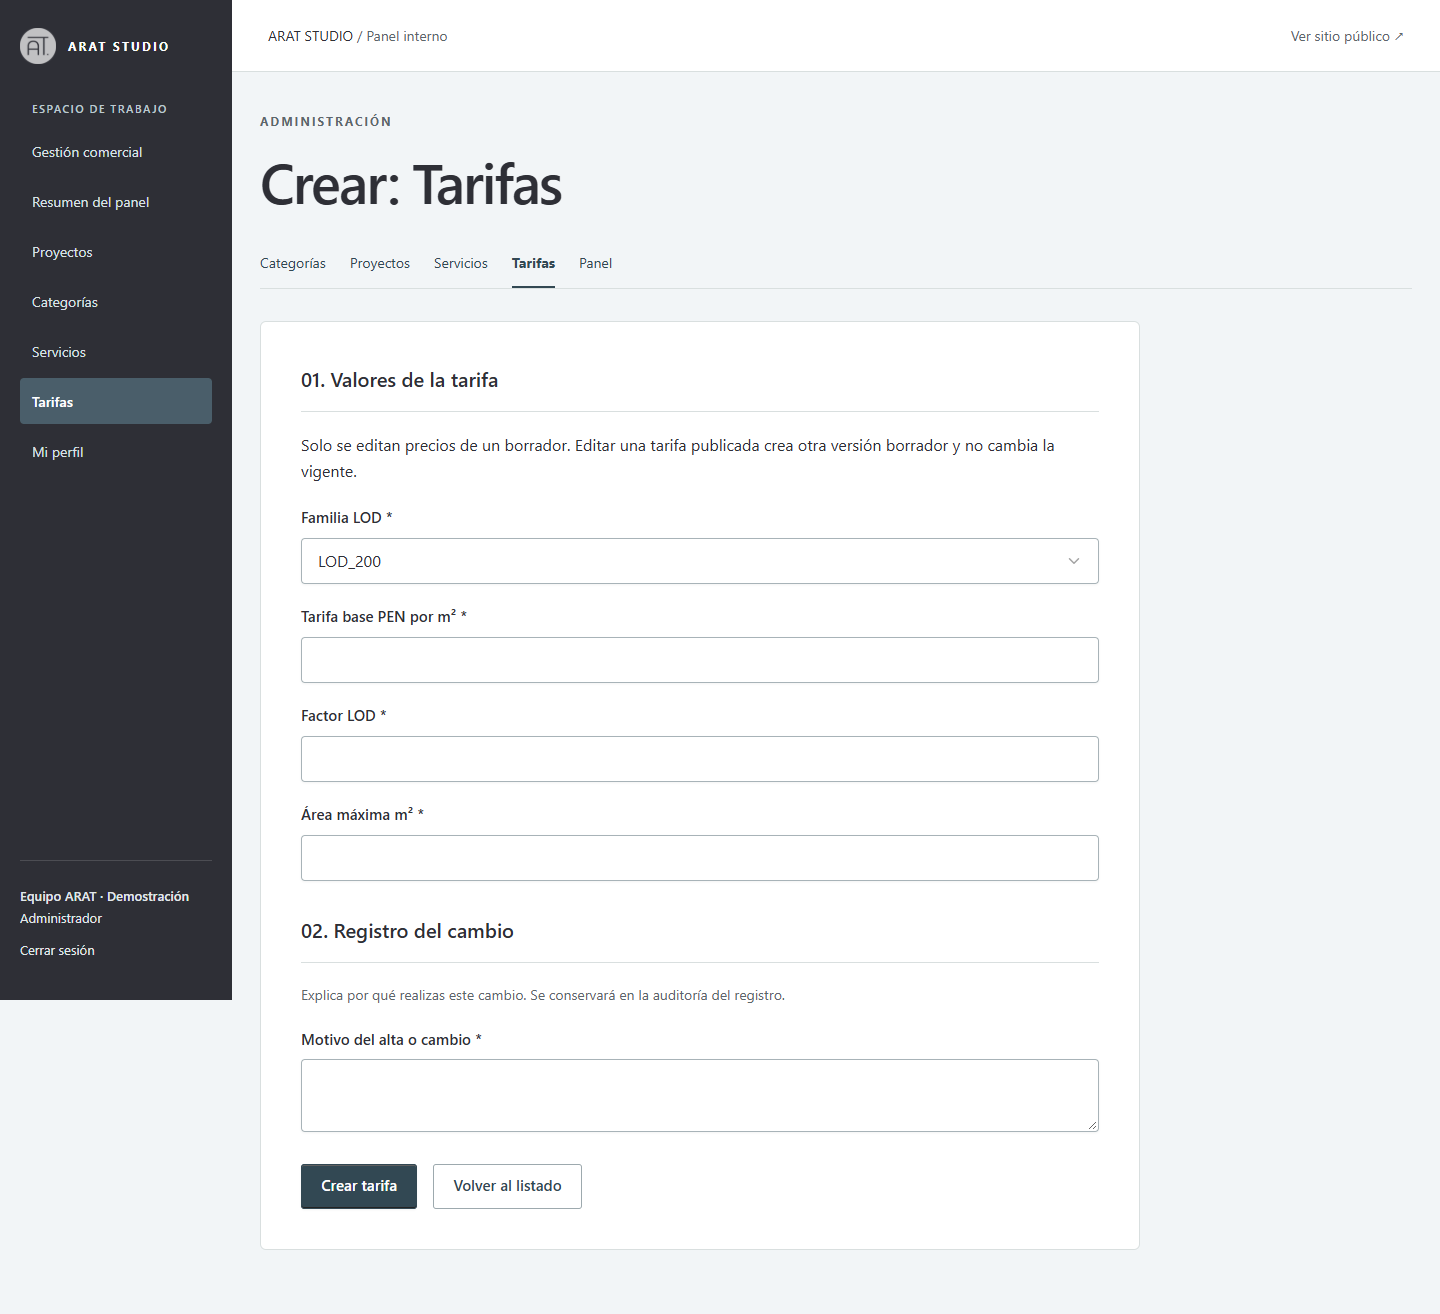 AT.
ARAT STUDIO
ESPACIO DE TRABAJO
Gestión comercial
Resumen del panel
Proyectos
Categorías
Servicios
Tarifas
Mi perfil
Equipo ARAT · Demostración
Administrador
Cerrar sesión
ARAT STUDIO / Panel interno
Ver sitio público ↗
ADMINISTRACIÓN
Crear: Tarifas
Categorías Proyectos Servicios Tarifas Panel
01. Valores de la tarifa
Solo se editan precios de un borrador. Editar una tarifa publicada crea otra versión borrador y no cambia la
vigente.
Familia LOD *
LOD_200
Tarifa base PEN por m² *
Factor LOD *
Área máxima m² *
02. Registro del cambio
Explica por qué realizas este cambio. Se conservará en la auditoría del registro.
Motivo del alta o cambio *
Crear tarifa
Volver al listado